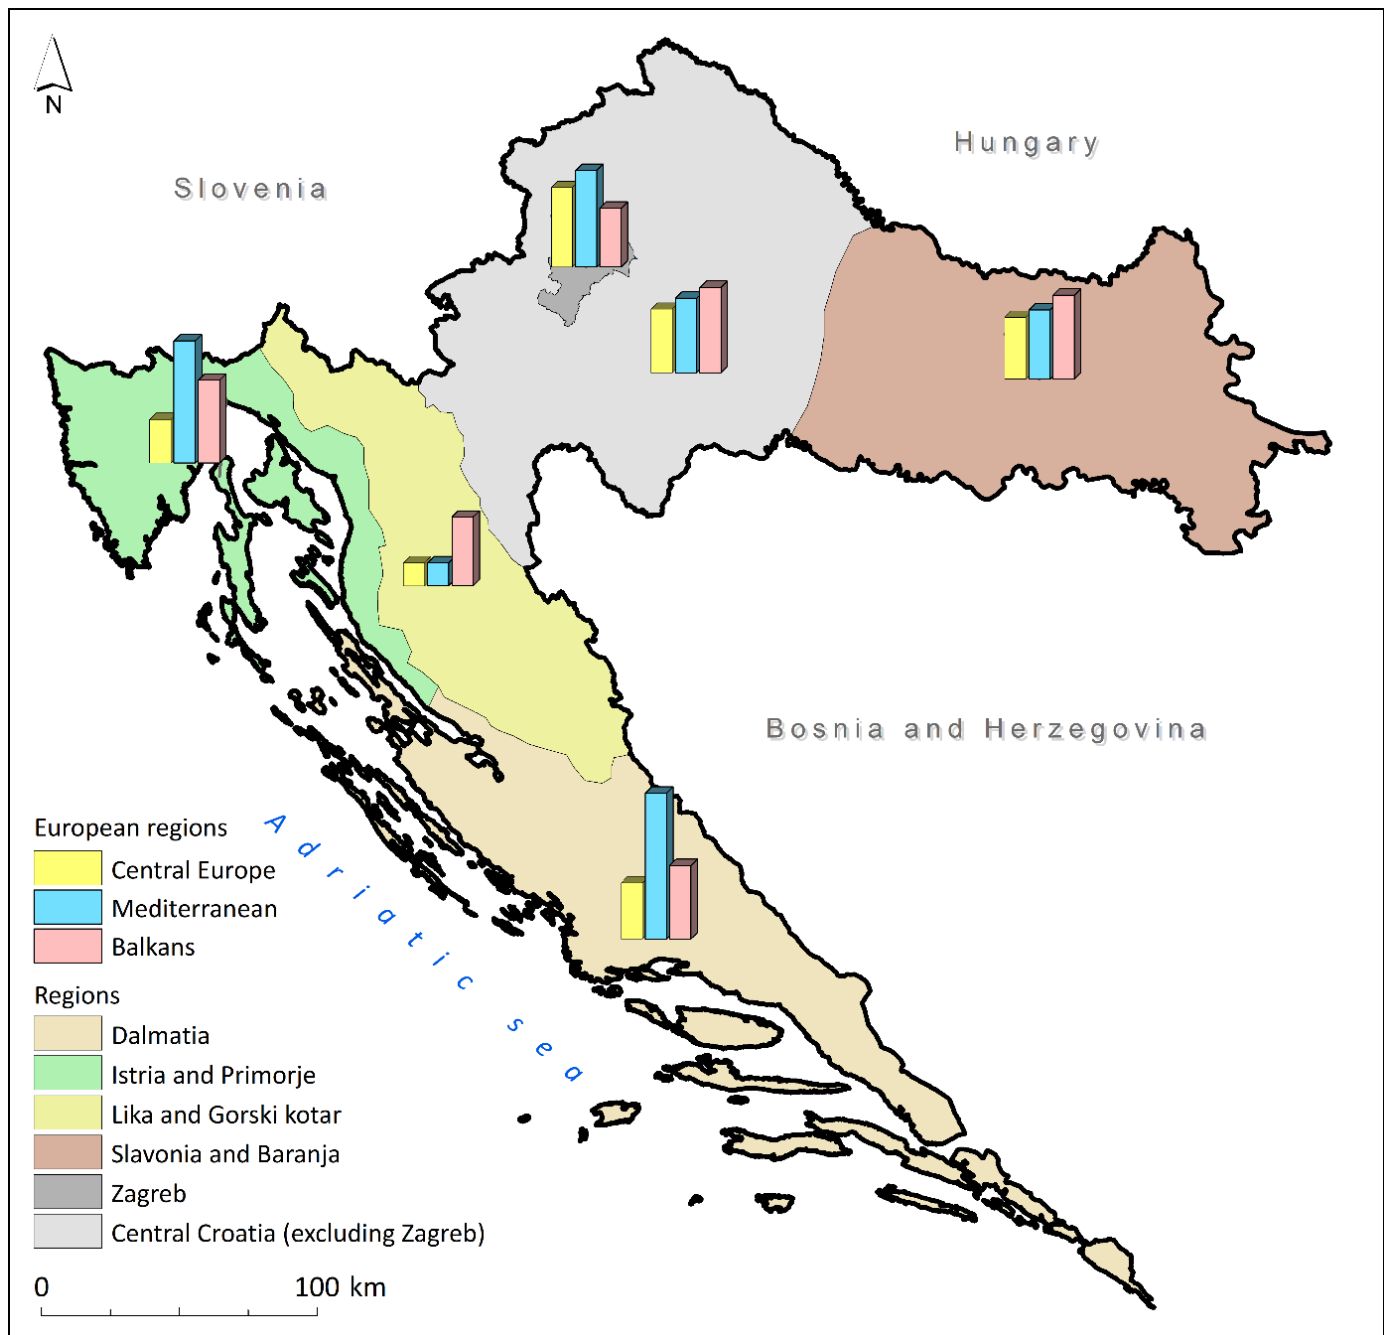 N
Hungary
Slovenia
Bosnia and Herzegovina
Adriatic sea
European regions
Central Europe
Mediterranean
Balkans
Regions
Dalmatia
Istria and Primorje
Lika and Gorski kotar
Slavonia and Baranja
Zagreb
Central Croatia (excluding Zagreb)
0 100 km